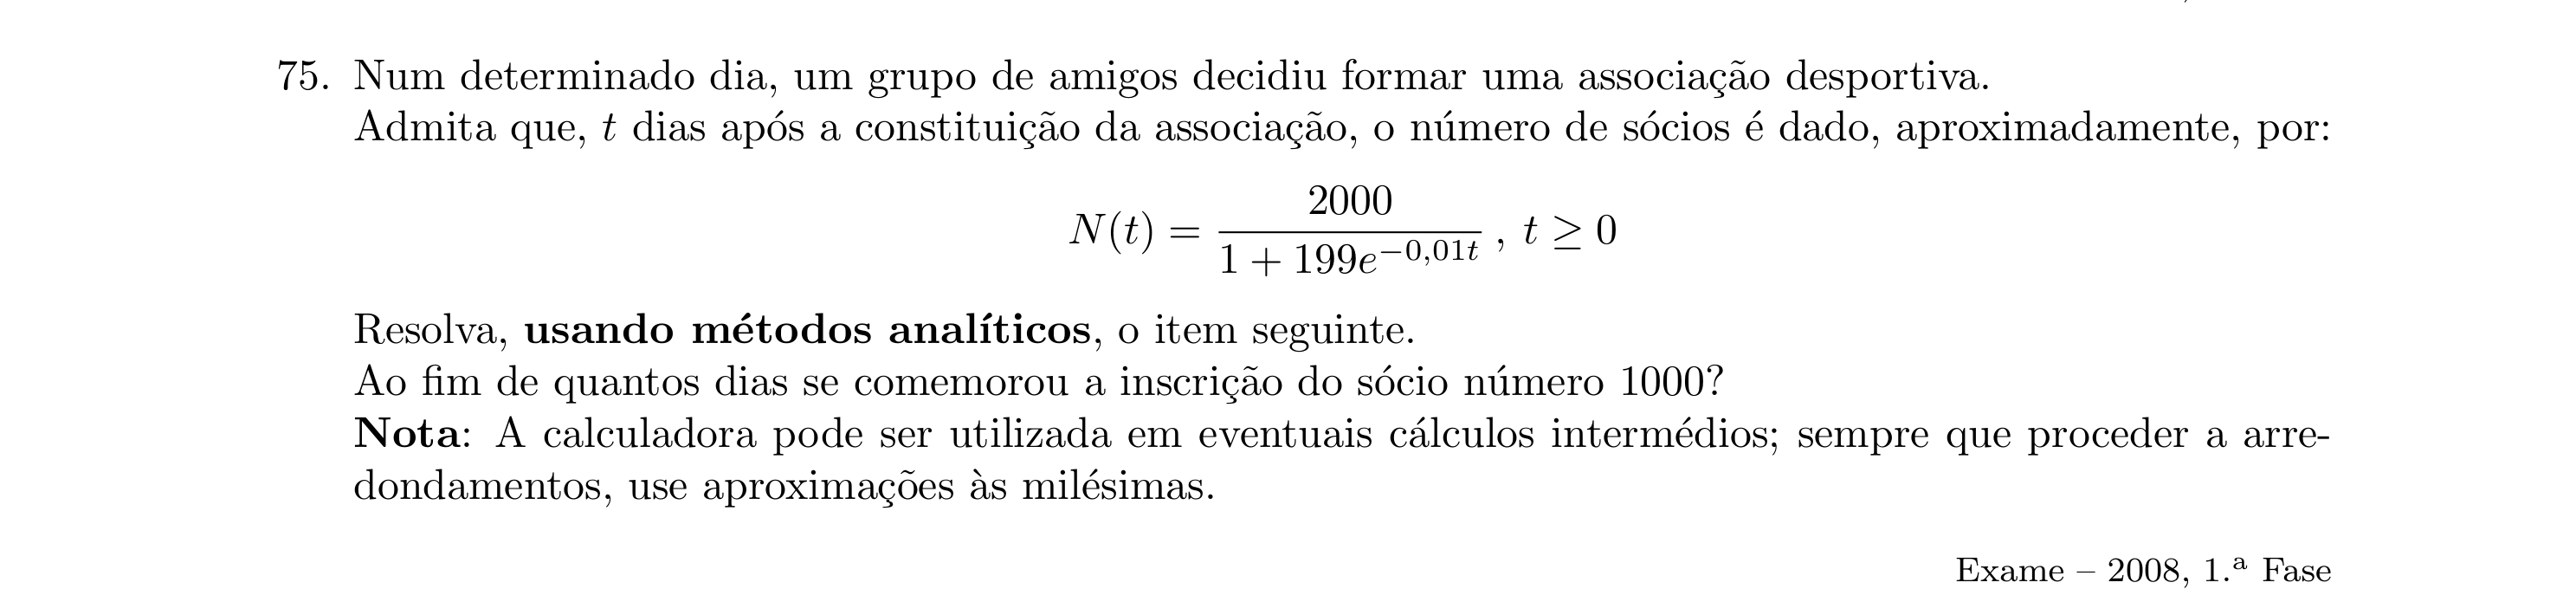 75. Num determinado dia, um grupo de amigos decidiu formar uma associação desportiva.
Admita que, t dias após a constituição da associação, o número de sócios é dado, aproximadamente, por:
N(t) = \frac{2000}{1 + 199e^{-0,01t}} , t ≥ 0
Resolva, usando métodos analíticos, o item seguinte.
Ao fim de quantos dias se comemorou a inscrição do sócio número 1000?
Nota: A calculadora pode ser utilizada em eventuais cálculos intermédios; sempre que proceder a arre-
dondamentos, use aproximações às milésimas.
Exame – 2008, 1.ª Fase